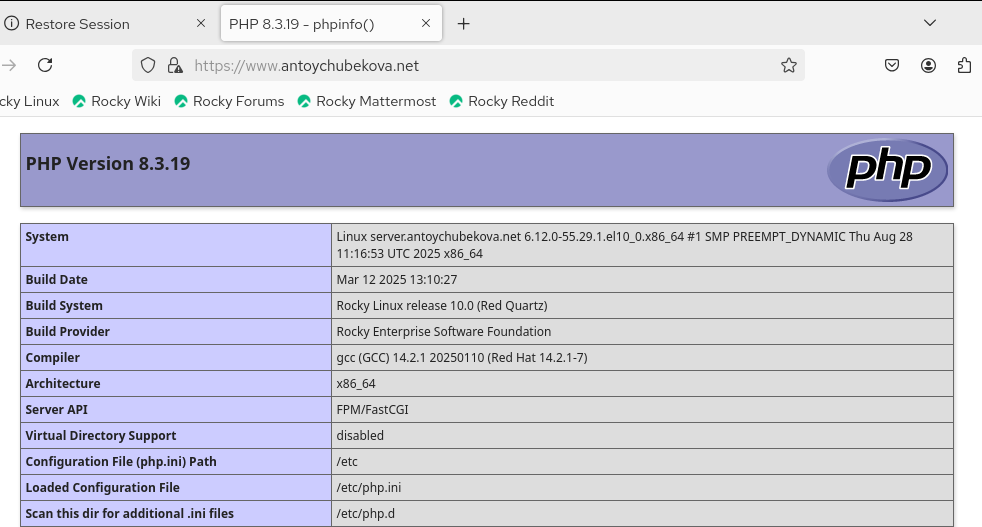 Restore Session
PHP 8.3.19 - phpinfo()
https://www.antoychubekova.net
cky Linux Rocky Wiki Rocky Forums Rocky Mattermost Rocky Reddit
PHP Version 8.3.19
php
System Linux server.antoychubekova.net 6.12.0-55.29.1.el10_0.x86_64 #1 SMP PREEMPT_DYNAMIC Thu Aug 28
11:16:53 UTC 2025 x86_64
Build Date Mar 12 2025 13:10:27
Build System Rocky Linux release 10.0 (Red Quartz)
Build Provider Rocky Enterprise Software Foundation
Compiler gcc (GCC) 14.2.1 20250110 (Red Hat 14.2.1-7)
Architecture x86_64
Server API FPM/FastCGI
Virtual Directory Support disabled
Configuration File (php.ini) Path /etc
Loaded Configuration File /etc/php.ini
Scan this dir for additional .ini files /etc/php.d